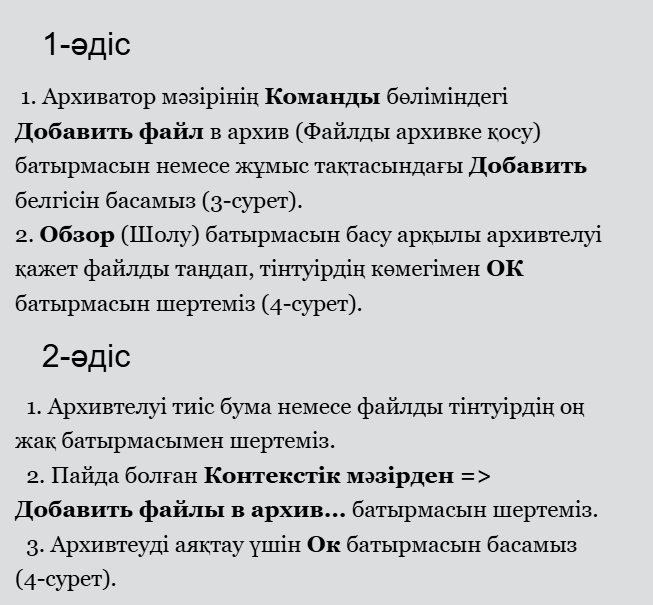 1-әдіс
1. Архиватор мәзірінің Команды бөліміндегі
Добавить файл в архив (Файлды архивке қосу)
батырмасын немесе жұмыс тақтасындағы Добавить
белгісін басамыз (3-сурет).
2. Обзор (Шолу) батырмасын басу арқылы архивтелуі
қажет файлды таңдап, тінтуірдің көмегімен ОК
батырмасын шертеміз (4-сурет).
2-әдіс
1. Архивтелуі тиіс бума немесе файлды тінтуірдің оң
жақ батырмасымен шертеміз.
2. Пайда болған Контекстік мәзірден =>
Добавить файлы в архив... батырмасын шертеміз.
3. Архивтеуді аяқтау үшін Ок батырмасын басамыз
(4-сурет).